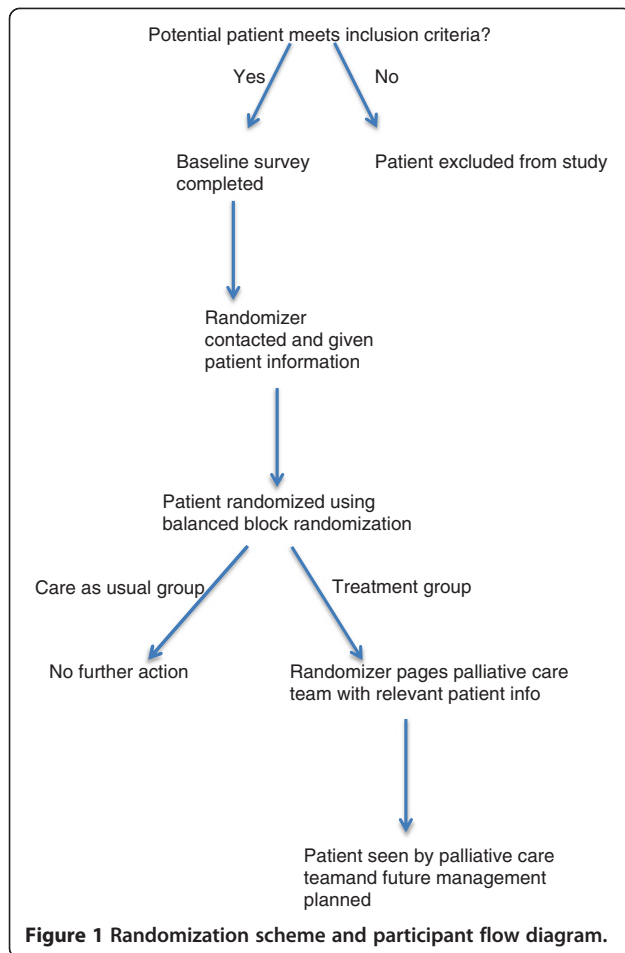 Potential patient meets inclusion criteria?
Yes
No
Baseline survey
completed
Patient excluded from study
Randomizer
contacted and given
patient information
Patient randomized using
balanced block randomization
Care as usual group
Treatment group
No further action
Randomizer pages palliative care
team with relevant patient info
Patient seen by palliative care
teamand future management
planned
Figure 1 Randomization scheme and participant flow diagram.